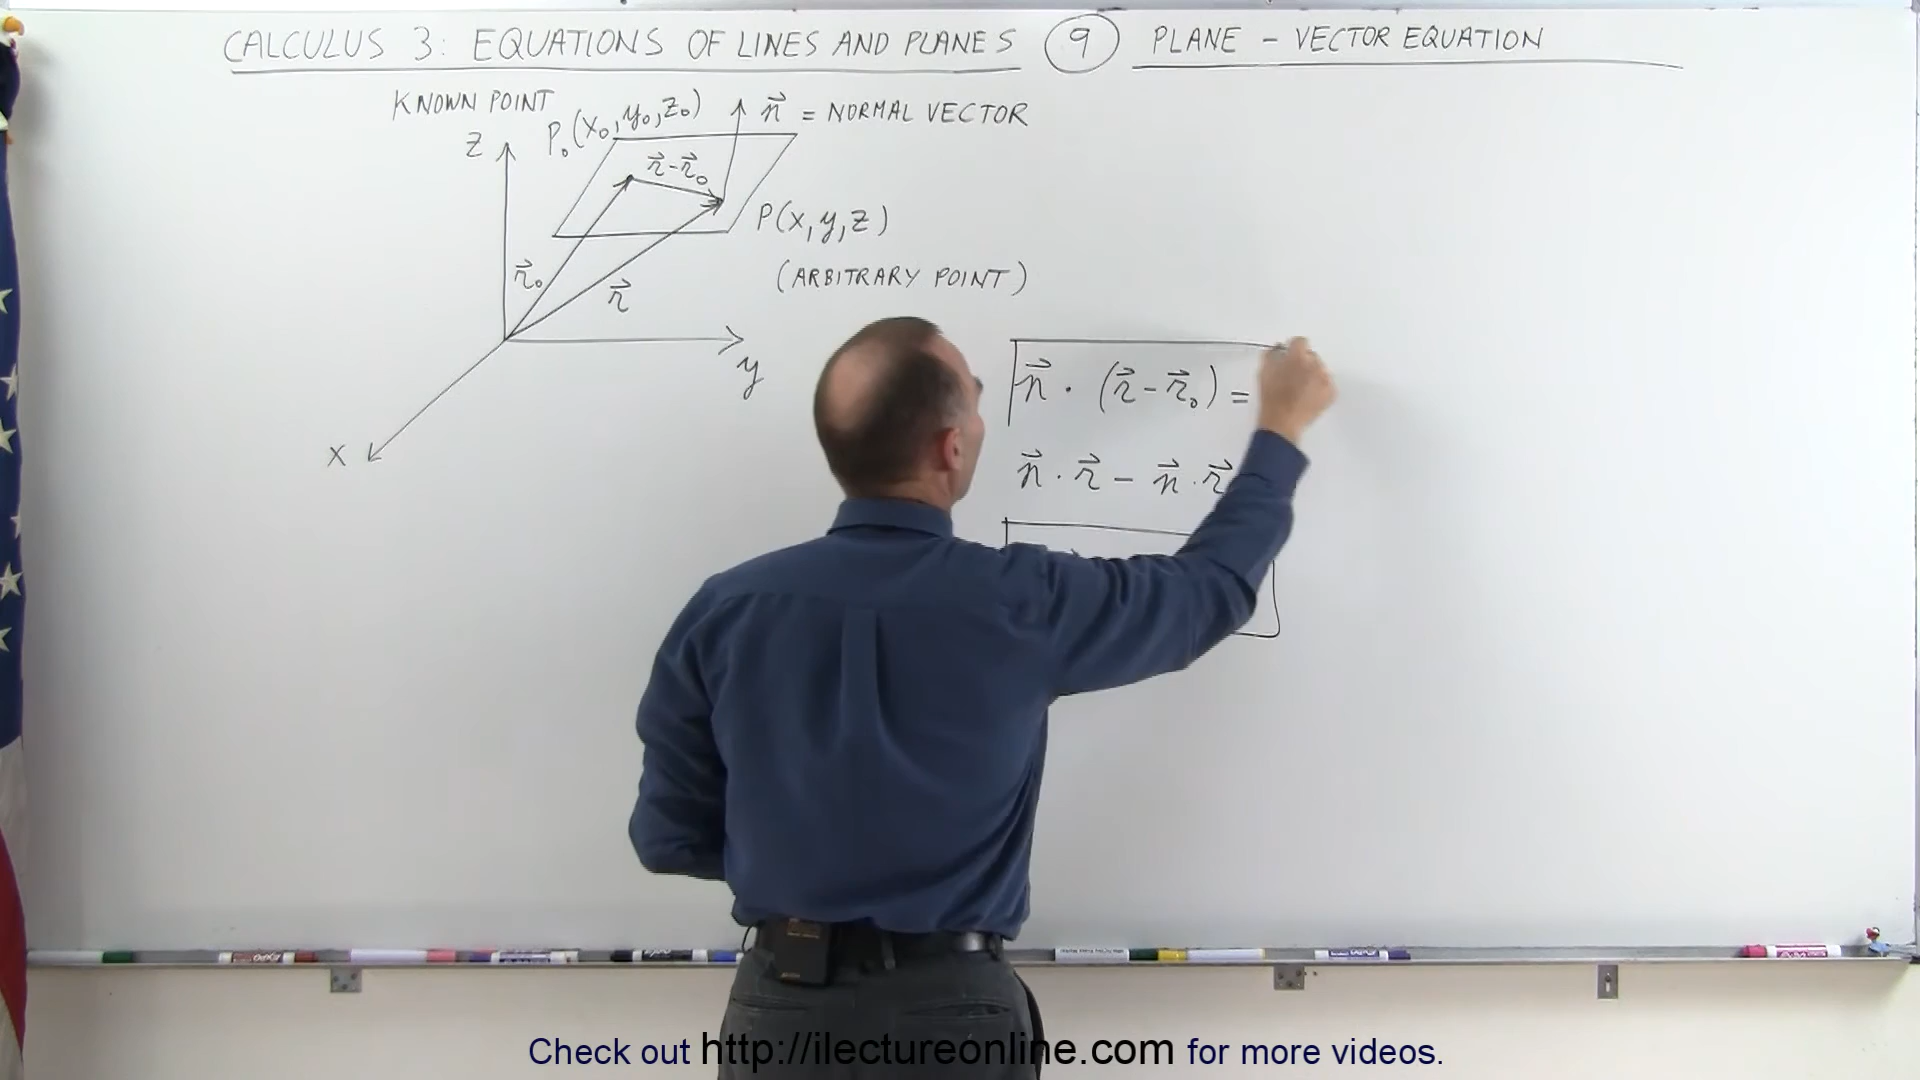 CALCULUS 3: EQUATIONS OF LINES AND PLANES 9 PLANE - VECTOR EQUATION
KNOWN POINT
P₀(x₀,y₀,z₀)
n⃗ = NORMAL VECTOR
z
r⃗-r⃗₀
P(x,y,z)
(ARBITRARY POINT)
r⃗₀
r⃗
y
x
n⃗ · (r⃗ - r⃗₀) =
n⃗ · r⃗ - n⃗ · r⃗
Check out http://ilectureonline.com for more videos.